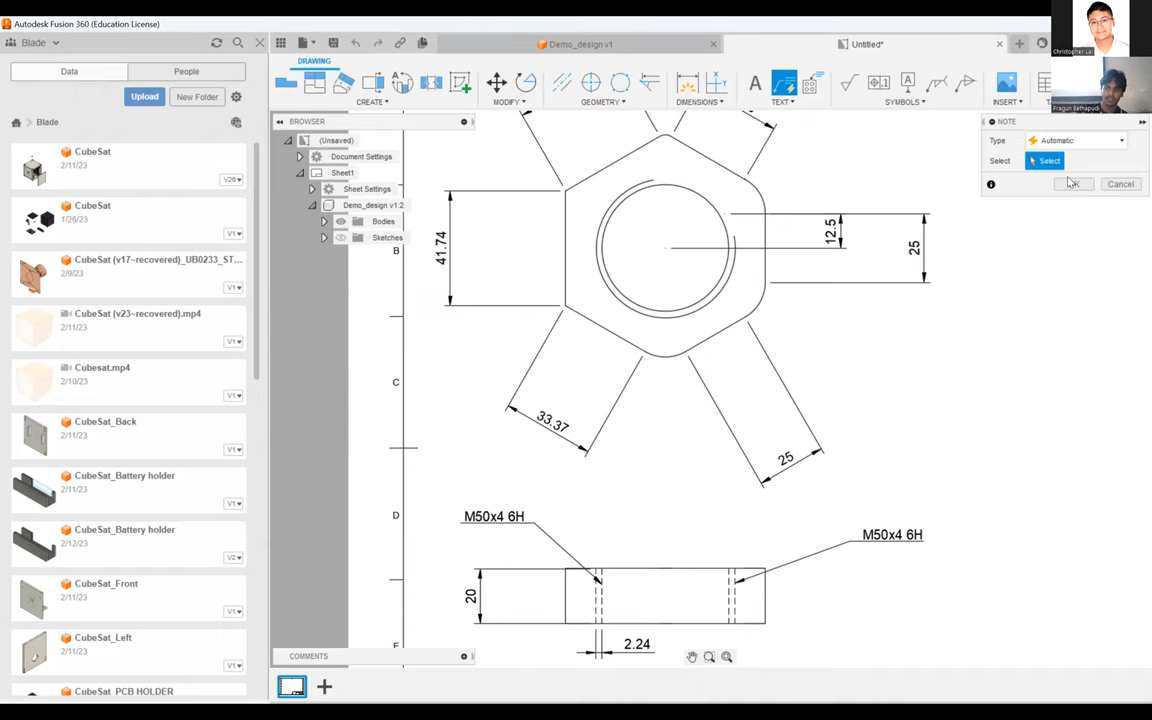 Autodesk Fusion 360 (Education License)
Blade
Demo_design v1
Untitled*
Christopher Lai
Pragun Bethapudi
Data
People
DRAWING
Upload
New Folder
CREATE
MODIFY
GEOMETRY
DIMENSIONS
TEXT
SYMBOLS
INSERT
Blade
BROWSER
NOTE
(Unsaved)
Type
Automatic
Document Settings
Select
Select
Sheet1
Cancel
Sheet Settings
Demo_design v1:2
Bodies
Sketches
CubeSat
2/11/23
V26
CubeSat
1/26/23
V1
CubeSat (v17~recovered)_UB0233_ST...
2/9/23
V1
CubeSat (v23~recovered).mp4
2/11/23
V1
Cubesat.mp4
2/10/23
V1
CubeSat_Back
2/11/23
V1
CubeSat_Battery holder
2/11/23
V1
CubeSat_Battery holder
2/12/23
V2
CubeSat_Front
2/11/23
V1
CubeSat_Left
2/11/23
V1
CubeSat_PCB HOLDER
B
C
D
E
41.74
12.5
25
33.37
25
M50x4 6H
M50x4 6H
20
2.24
COMMENTS